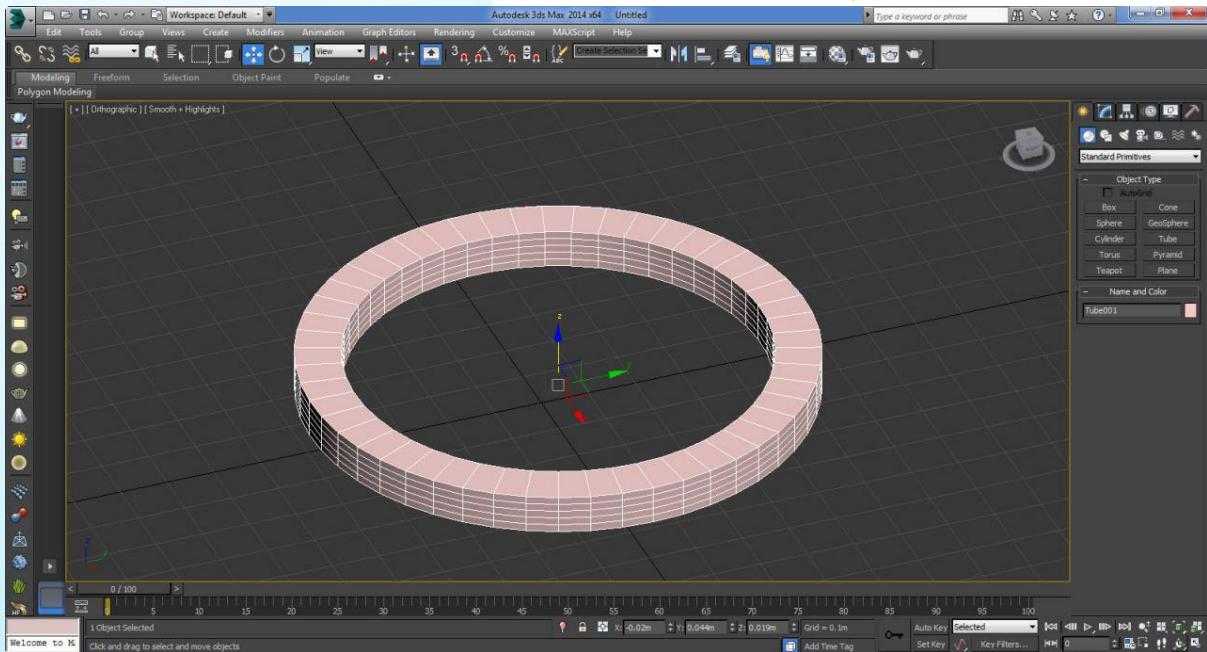 Workspace: Default
Autodesk 3ds Max 2014 x64 Untitled
Type a keyword or phrase
Edit Tools Group Views Create Modifiers Animation Graph Editors Rendering Customize MAXScript Help
All
View
3
Create Selection Se
Modeling Freeform Selection Object Paint Populate
Polygon Modeling
[ + ] [ Orthographic ] [ Smooth + Highlights ]
Standard Primitives
- Object Type
AutoGrid
Box Cone
Sphere GeoSphere
Cylinder Tube
Torus Pyramid
Teapot Plane
- Name and Color
Tube001
z
z
< 0 / 100 >
0 5 10 15 20 25 30 35 40 45 50 55 60 65 70 75 80 85 90 95 100
1 Object Selected X: -0.02m Y: 0.044m Z: 0.019m Grid = 0.1m Auto Key Selected
Welcome to M Click and drag to select and move objects Add Time Tag Set Key Key Filters... 0